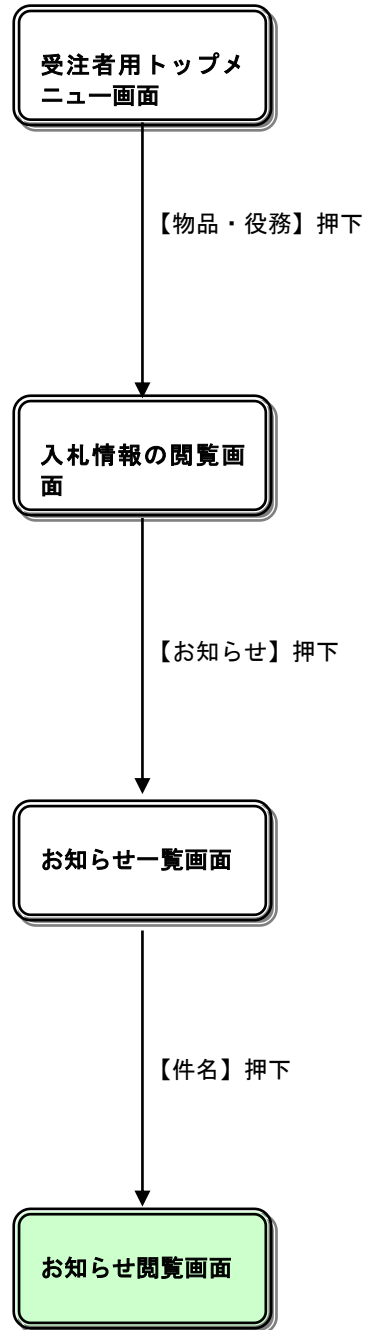 受注者用トップメ
ニュー画面
【物品・役務】押下
入札情報の閲覧画
面
【お知らせ】押下
お知らせ一覧画面
【件名】押下
お知らせ閲覧画面